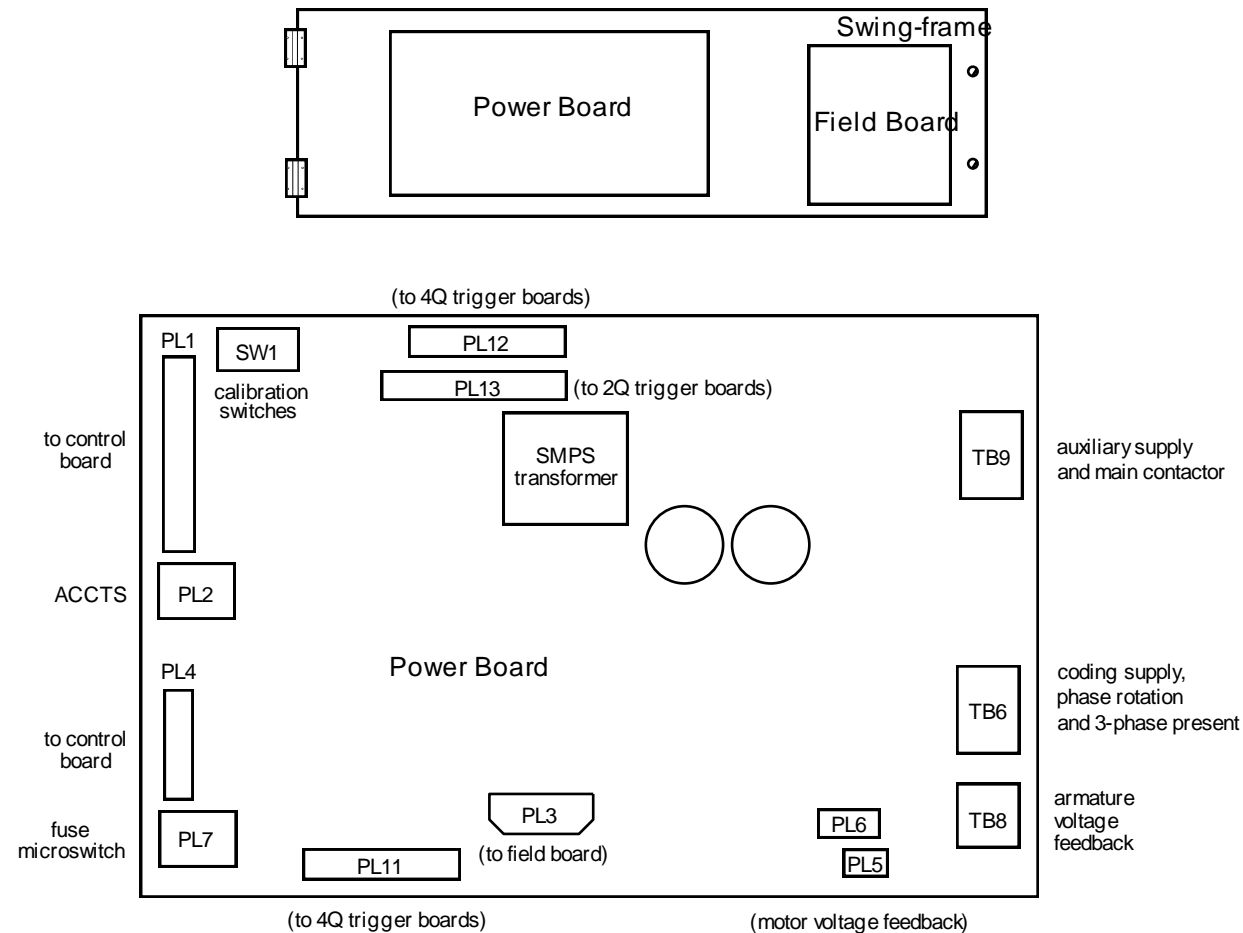 Swing-frame
Power Board
Field Board
(to 4Q trigger boards)
PL1
SW1
PL12
calibration
switches
PL13
(to 2Q trigger boards)
to control
board
SMPS
transformer
TB9
auxiliary supply
and main contactor
ACCTS
PL2
Power Board
PL4
coding supply,
phase rotation
and 3-phase present
TB6
to control
board
PL3
(to field board)
PL6
TB8
armature
voltage
feedback
fuse
microswitch
PL7
PL11
PL5
(to 4Q trigger boards)
(motor voltage feedback)